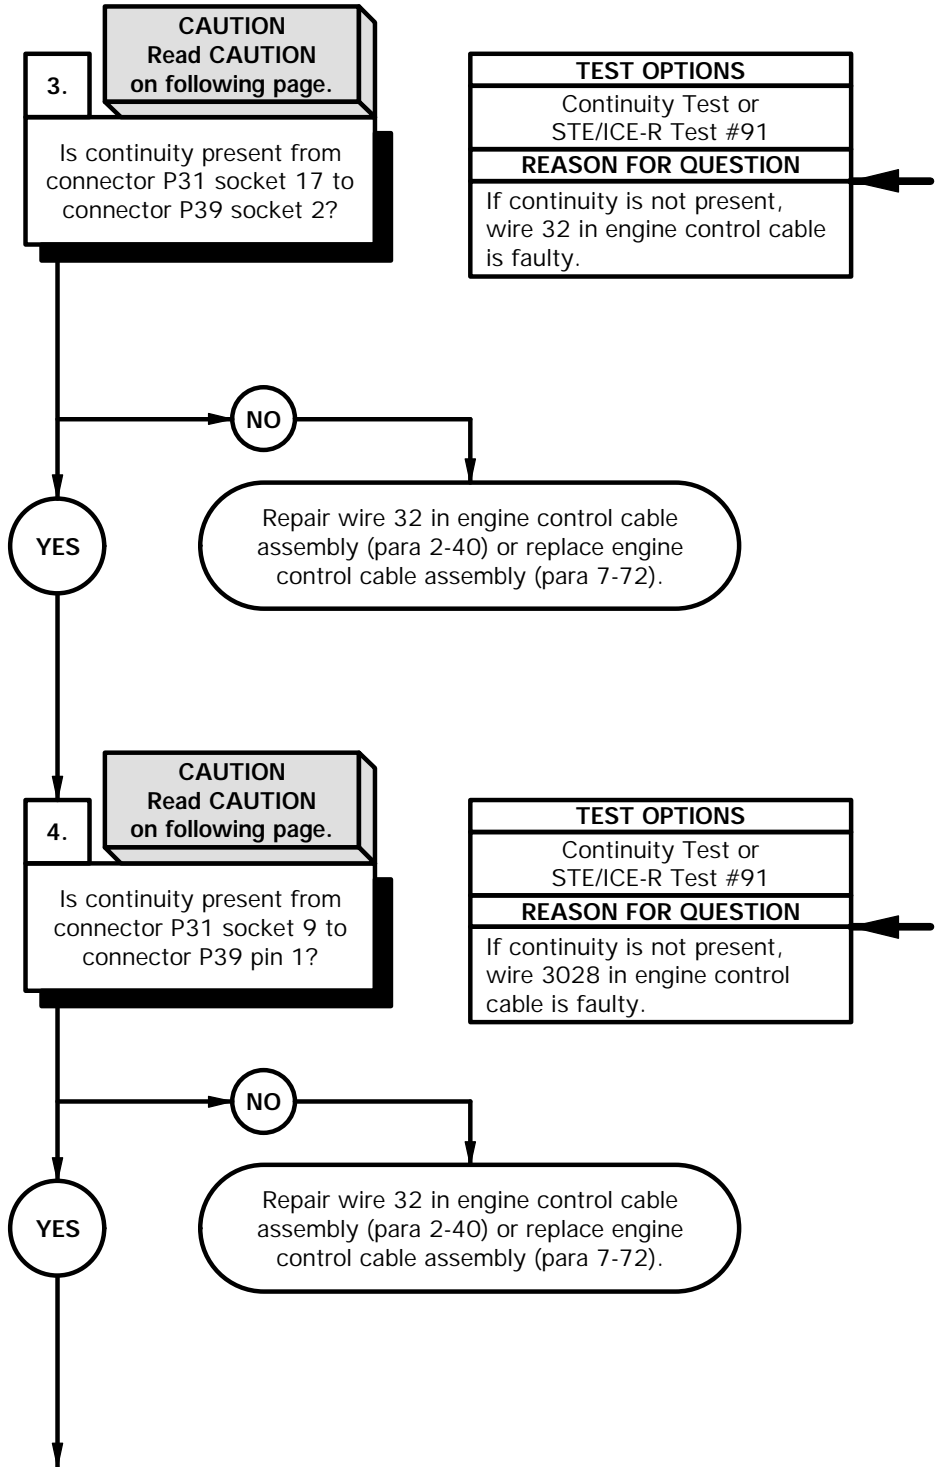 CAUTION
Read CAUTION
on following page.
3.
Is continuity present from
connector P31 socket 17 to
connector P39 socket 2?
TEST OPTIONS
Continuity Test or
STE/ICE-R Test #91
REASON FOR QUESTION
If continuity is not present,
wire 32 in engine control cable
is faulty.
NO
YES
Repair wire 32 in engine control cable
assembly (para 2-40) or replace engine
control cable assembly (para 7-72).
CAUTION
Read CAUTION
on following page.
4.
Is continuity present from
connector P31 socket 9 to
connector P39 pin 1?
TEST OPTIONS
Continuity Test or
STE/ICE-R Test #91
REASON FOR QUESTION
If continuity is not present,
wire 3028 in engine control
cable is faulty.
NO
YES
Repair wire 32 in engine control cable
assembly (para 2-40) or replace engine
control cable assembly (para 7-72).